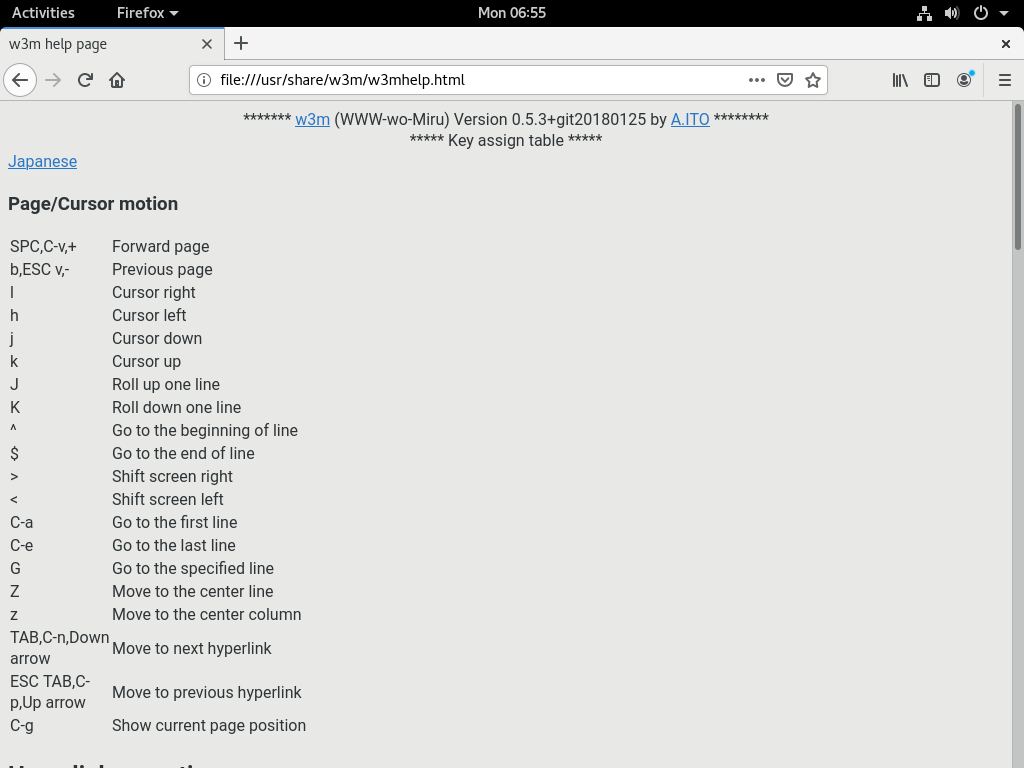 Activities Firefox Mon 06:55
w3m help page
file:///usr/share/w3m/w3mhelp.html
******* w3m (WWW-wo-Miru) Version 0.5.3+git20180125 by A.ITO ********
***** Key assign table *****
Japanese
Page/Cursor motion
SPC,C-v,+ Forward page
b,ESC v,- Previous page
l Cursor right
h Cursor left
j Cursor down
k Cursor up
J Roll up one line
K Roll down one line
^ Go to the beginning of line
$ Go to the end of line
> Shift screen right
< Shift screen left
C-a Go to the first line
C-e Go to the last line
G Go to the specified line
Z Move to the center line
z Move to the center column
TAB,C-n,Down
arrow Move to next hyperlink
ESC TAB,C-
p,Up arrow Move to previous hyperlink
C-g Show current page position